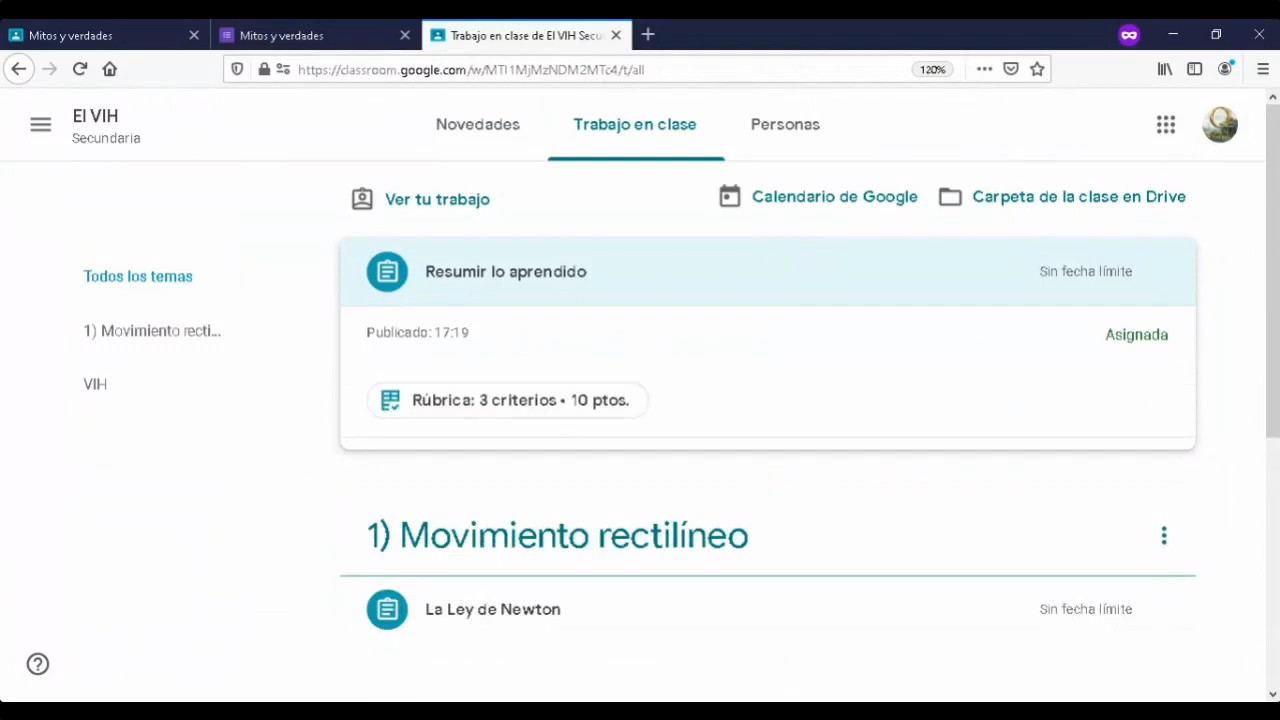 Mitos y verdades
Mitos y verdades
Trabajo en clase de El VIH Secu
https://classroom.google.com/w/MTI1MjMzNDM2MTc4/t/all
120%
El VIH
Secundaria
Novedades
Trabajo en clase
Personas
Ver tu trabajo
Calendario de Google
Carpeta de la clase en Drive
Todos los temas
1) Movimiento recti...
VIH
Resumir lo aprendido
Sin fecha límite
Publicado: 17:19
Asignada
Rúbrica: 3 criterios • 10 ptos.
1) Movimiento rectilíneo
La Ley de Newton
Sin fecha límite